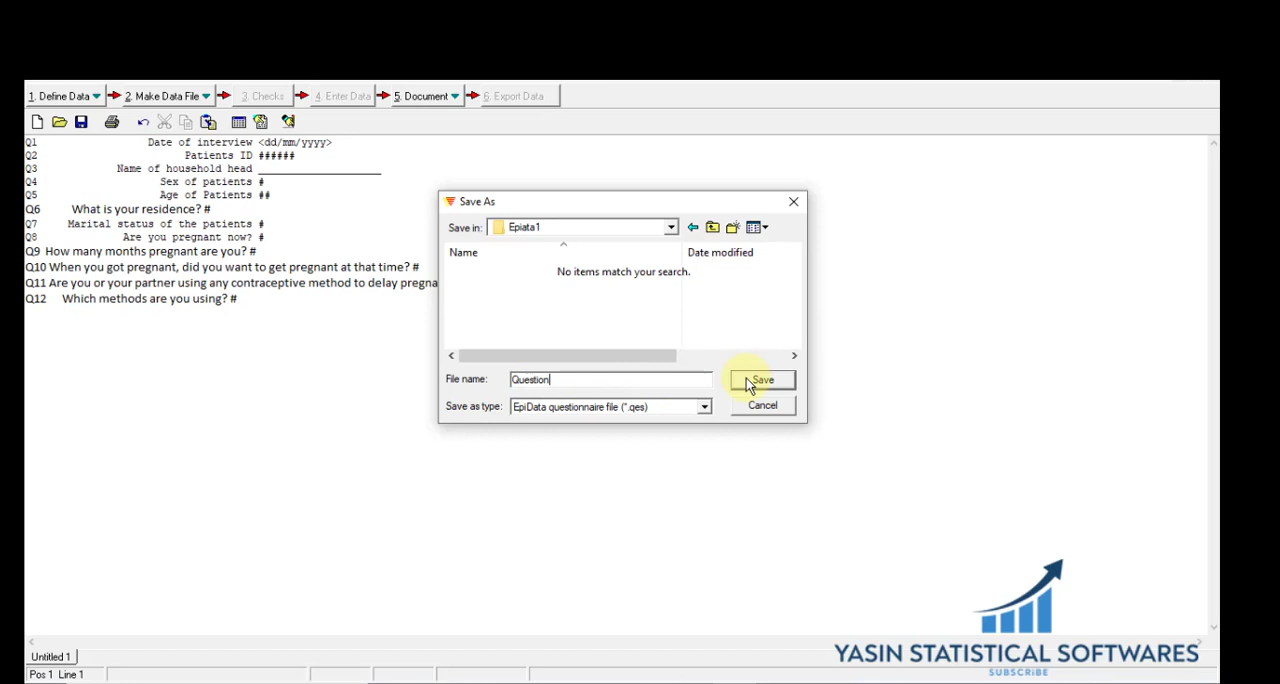 1. Define Data 2. Make Data File 3. Checks 4. Enter Data 5. Document 6. Export Data
Q1 Date of interview <dd/mm/yyyy>
Q2 Patients ID ######
Q3 Name of household head ____________________
Q4 Sex of patients #
Q5 Age of Patients ##
Q6 What is your residence? #
Q7 Marital status of the patients #
Q8 Are you pregnant now? #
Q9 How many months pregnant are you? #
Q10 When you got pregnant, did you want to get pregnant at that time? #
Q11 Are you or your partner using any contraceptive method to delay pregna
Q12 Which methods are you using? #
Save As
Save in: Epiata1
Name Date modified
No items match your search.
File name: Question Save
Save as type: EpiData questionnaire file (*.qes) Cancel
YASIN STATISTICAL SOFTWARES
SUBSCRiBE
Untitled 1
Pos 1 Line 1